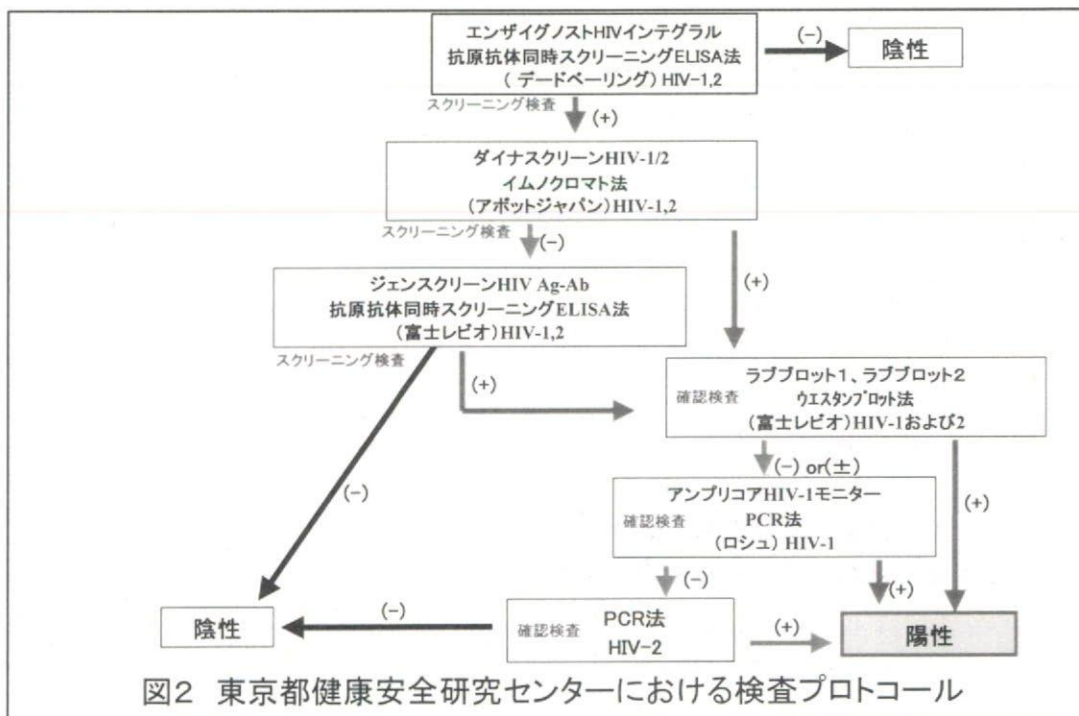 エンザイグノストHIVインテグラル
抗原抗体同時スクリーニングELISA法
( デードベーリング) HIV-1,2
(-)
陰性
スクリーニング検査
(+)
ダイナスクリーンHIV-1/2
イムノクロマト法
(アボットジャパン)HIV-1,2
スクリーニング検査
(-)
(+)
ジェンスクリーンHIV Ag-Ab
抗原抗体同時スクリーニングELISA法
(富士レビオ)HIV-1,2
スクリーニング検査
(+)
ラブブロット1、ラブブロット2
確認検査 ウエスタンブロット法
(富士レビオ)HIV-1および2
(-) or(±)
(-)
アンプリコアHIV-1モニター
確認検査 PCR法
(ロシュ) HIV-1
(+)
(-)
(+)
陰性
(-)
確認検査 PCR法
HIV-2
(+)
陽性
図2 東京都健康安全研究センターにおける検査プロトコール